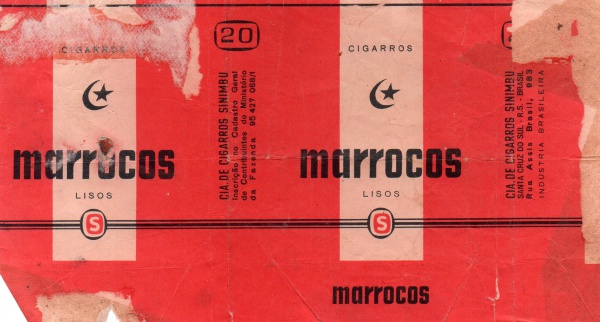 CIGARROS
marrocos
LISOS
S
20
CIA. DE CIGARROS SINIMBU
Inscrição no Cadastro Geral
de Contribuintes do Ministério
da Fazenda 95 427 068/1
CIGARROS
marrocos
LISOS
S
marrocos
CIA. DE CIGARROS SINIMBU
SANTA CRUZ DO SUL - R.S. - BRASIL
Rua Assis Brasil, 983
INDUSTRIA BRASILEIRA